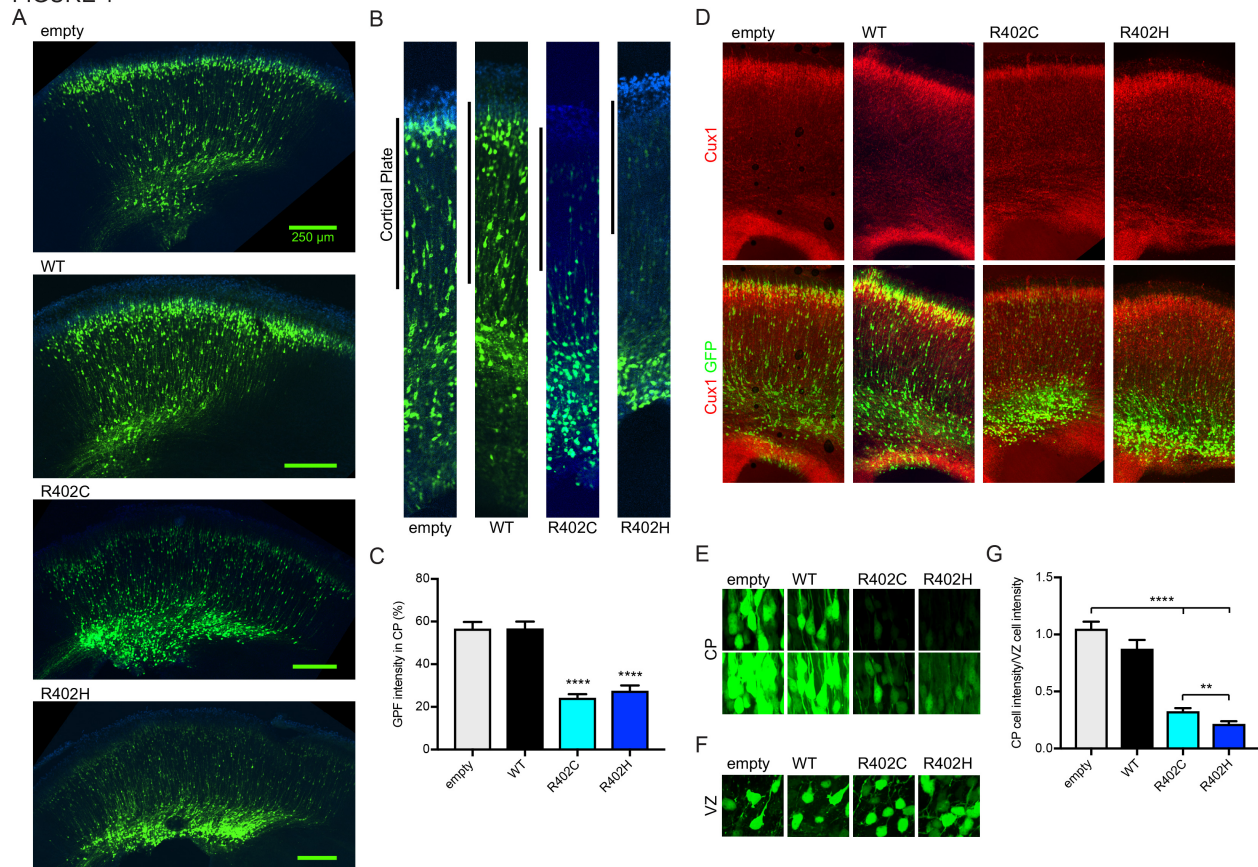 A
empty
250 µm
WT
R402C
R402H
B
Cortical Plate
empty
WT
R402C
R402H
C
GPF intensity in CP (%)
80
60
40
20
0
****
****
empty
WT
R402C
R402H
D
empty
WT
R402C
R402H
Cux1
Cux1 GFP
E
empty
WT
R402C
R402H
CP
F
empty
WT
R402C
R402H
VZ
G
CP cell intensity/VZ cell intensity
1.5
1.0
0.5
0.0
****
**
empty
WT
R402C
R402H